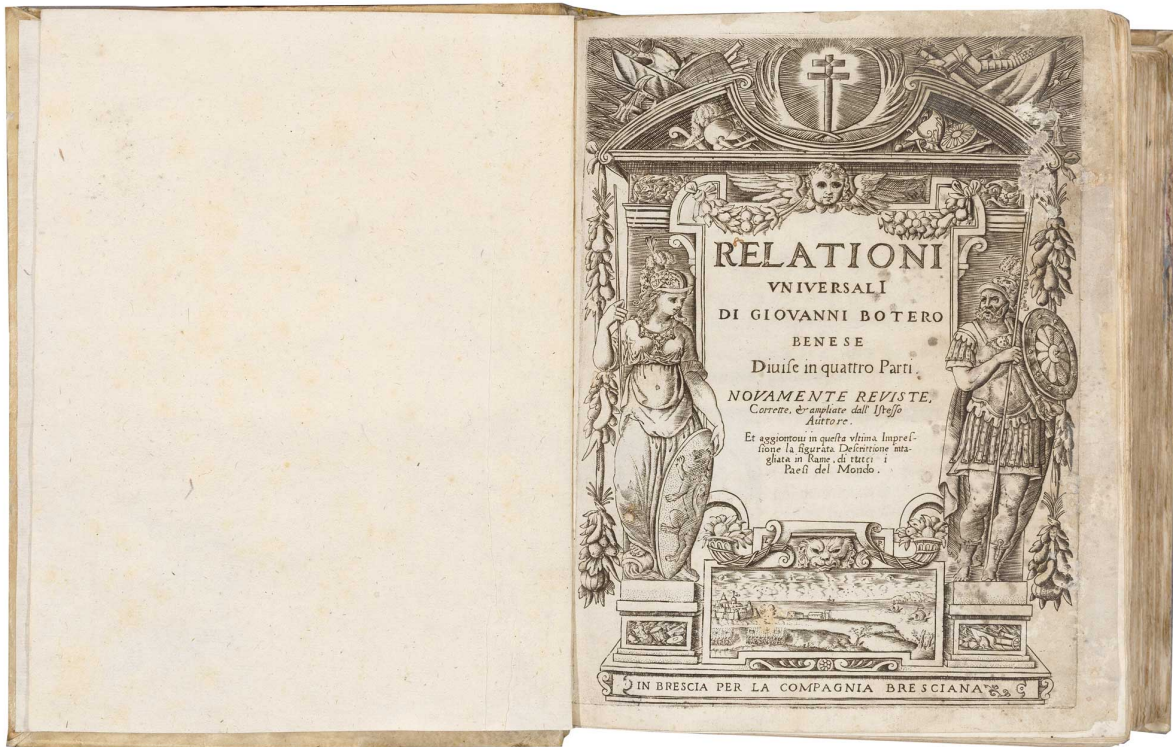 RELATIONI
VNIVERSALI
DI GIOVANNI BOTERO
BENESE
Diuiſe in quattro Parti.
NOVAMENTE REVISTE,
Corrette, & ampliate dall' Iſteſſo
Auttore.
Et aggiontoui in queſta vltima Impreſ-
ſione la figurata Deſcrittione inta-
gliata in Rame, di tutti i
Paeſi del Mondo.
IN BRESCIA PER LA COMPAGNIA BRESCIANA